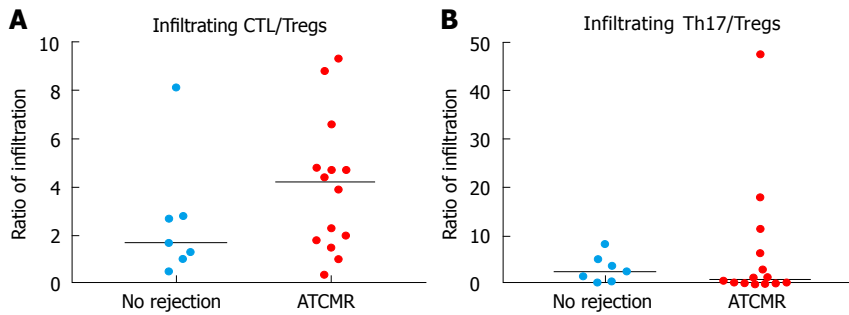 A
Infiltrating CTL/Tregs
Ratio of infiltration
10
8
6
4
2
0
No rejection
ATCMR
B
Infiltrating Th17/Tregs
Ratio of infiltration
50
40
30
20
10
0
No rejection
ATCMR